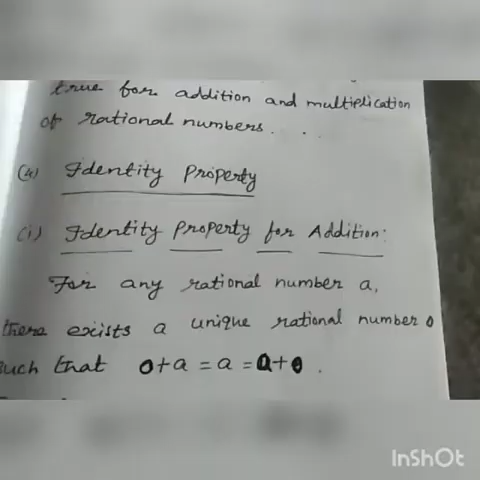 true for addition and multiplication
of rational numbers. . .
(4) Identity Property
(i) Identity Property for Addition:
For any rational number a,
there exists a unique rational number 0
such that 0+a = a = a+0 .
InShOt